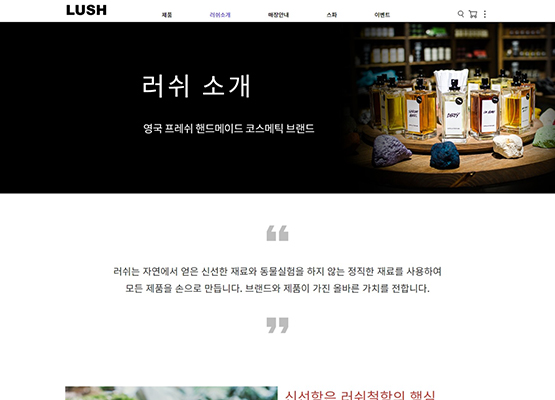 LUSH
제품
러쉬소개
매장안내
스파
이벤트
러쉬 소개
영국 프레쉬 핸드메이드 코스메틱 브랜드
“
러쉬는 자연에서 얻은 신선한 재료와 동물실험을 하지 않는 정직한 재료를 사용하여
모든 제품을 손으로 만듭니다. 브랜드와 제품이 가진 올바른 가치를 전합니다.
”
신선함은 러쉬철학의 핵심